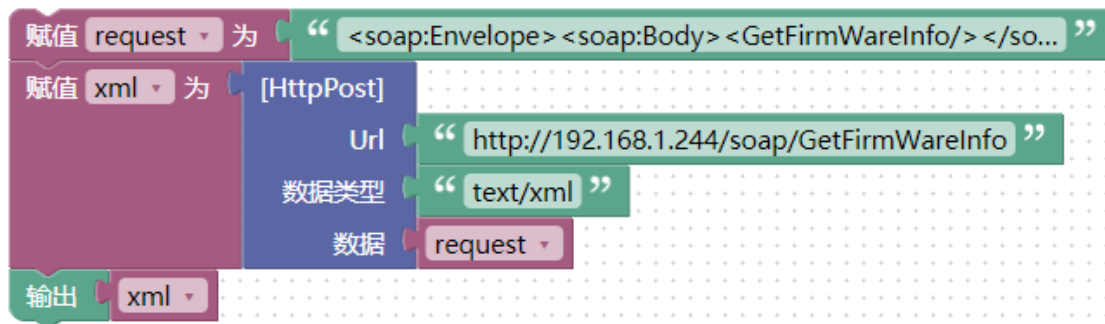 赋值 request 为 “ <soap:Envelope><soap:Body><GetFirmWareInfo/></so... ”
赋值 xml 为 [HttpPost]
Url “ http://192.168.1.244/soap/GetFirmWareInfo ”
数据类型 “ text/xml ”
数据 request
输出 xml